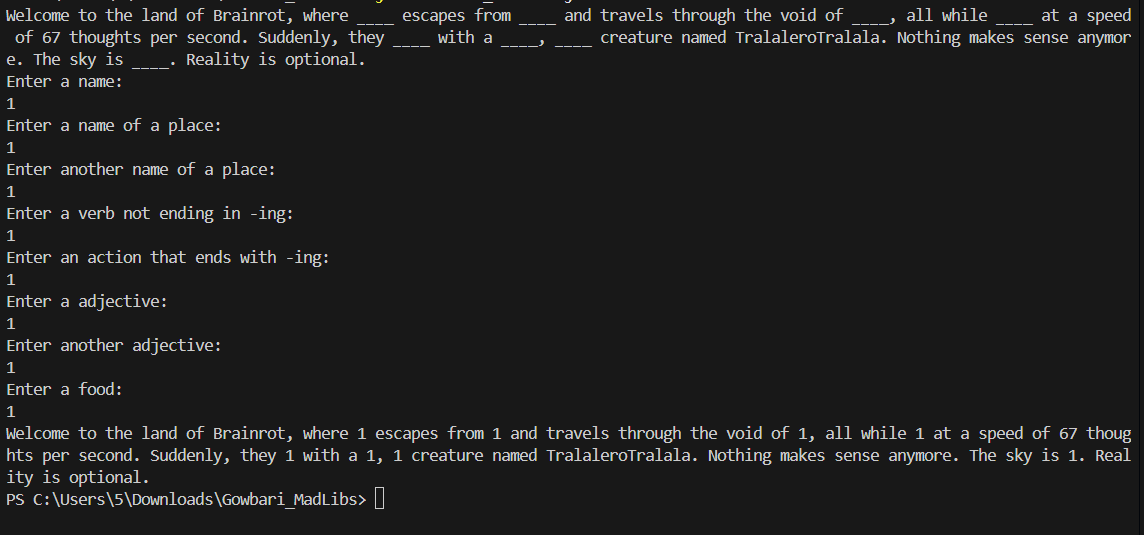 Welcome to the land of Brainrot, where ____ escapes from ____ and travels through the void of ____, all while ____ at a speed
 of 67 thoughts per second. Suddenly, they ____ with a ____, ____ creature named TralaleroTralala. Nothing makes sense anymor
e. The sky is ____. Reality is optional.
Enter a name:
1
Enter a name of a place:
1
Enter another name of a place:
1
Enter a verb not ending in -ing:
1
Enter an action that ends with -ing:
1
Enter a adjective:
1
Enter another adjective:
1
Enter a food:
1
Welcome to the land of Brainrot, where 1 escapes from 1 and travels through the void of 1, all while 1 at a speed of 67 thoug
hts per second. Suddenly, they 1 with a 1, 1 creature named TralaleroTralala. Nothing makes sense anymore. The sky is 1. Real
ity is optional.
PS C:\Users\5\Downloads\Gowbari_MadLibs>